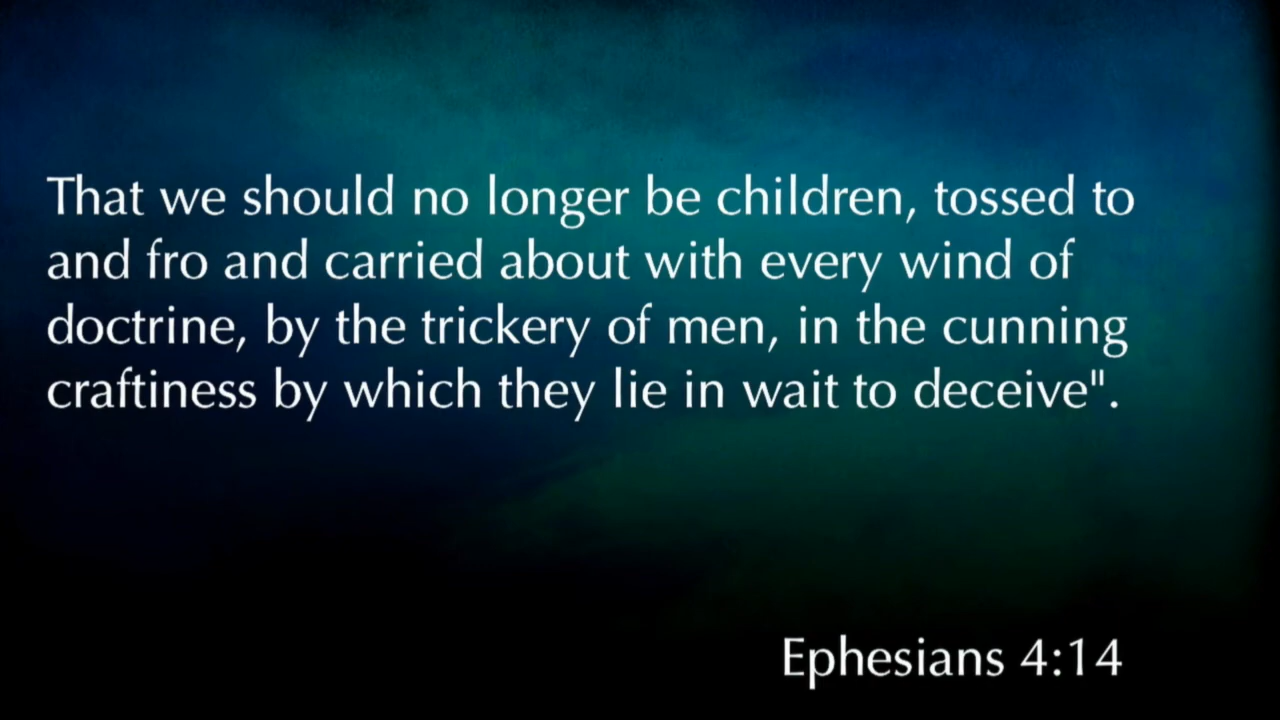 That we should no longer be children, tossed to
and fro and carried about with every wind of
doctrine, by the trickery of men, in the cunning
craftiness by which they lie in wait to deceive".
Ephesians 4:14